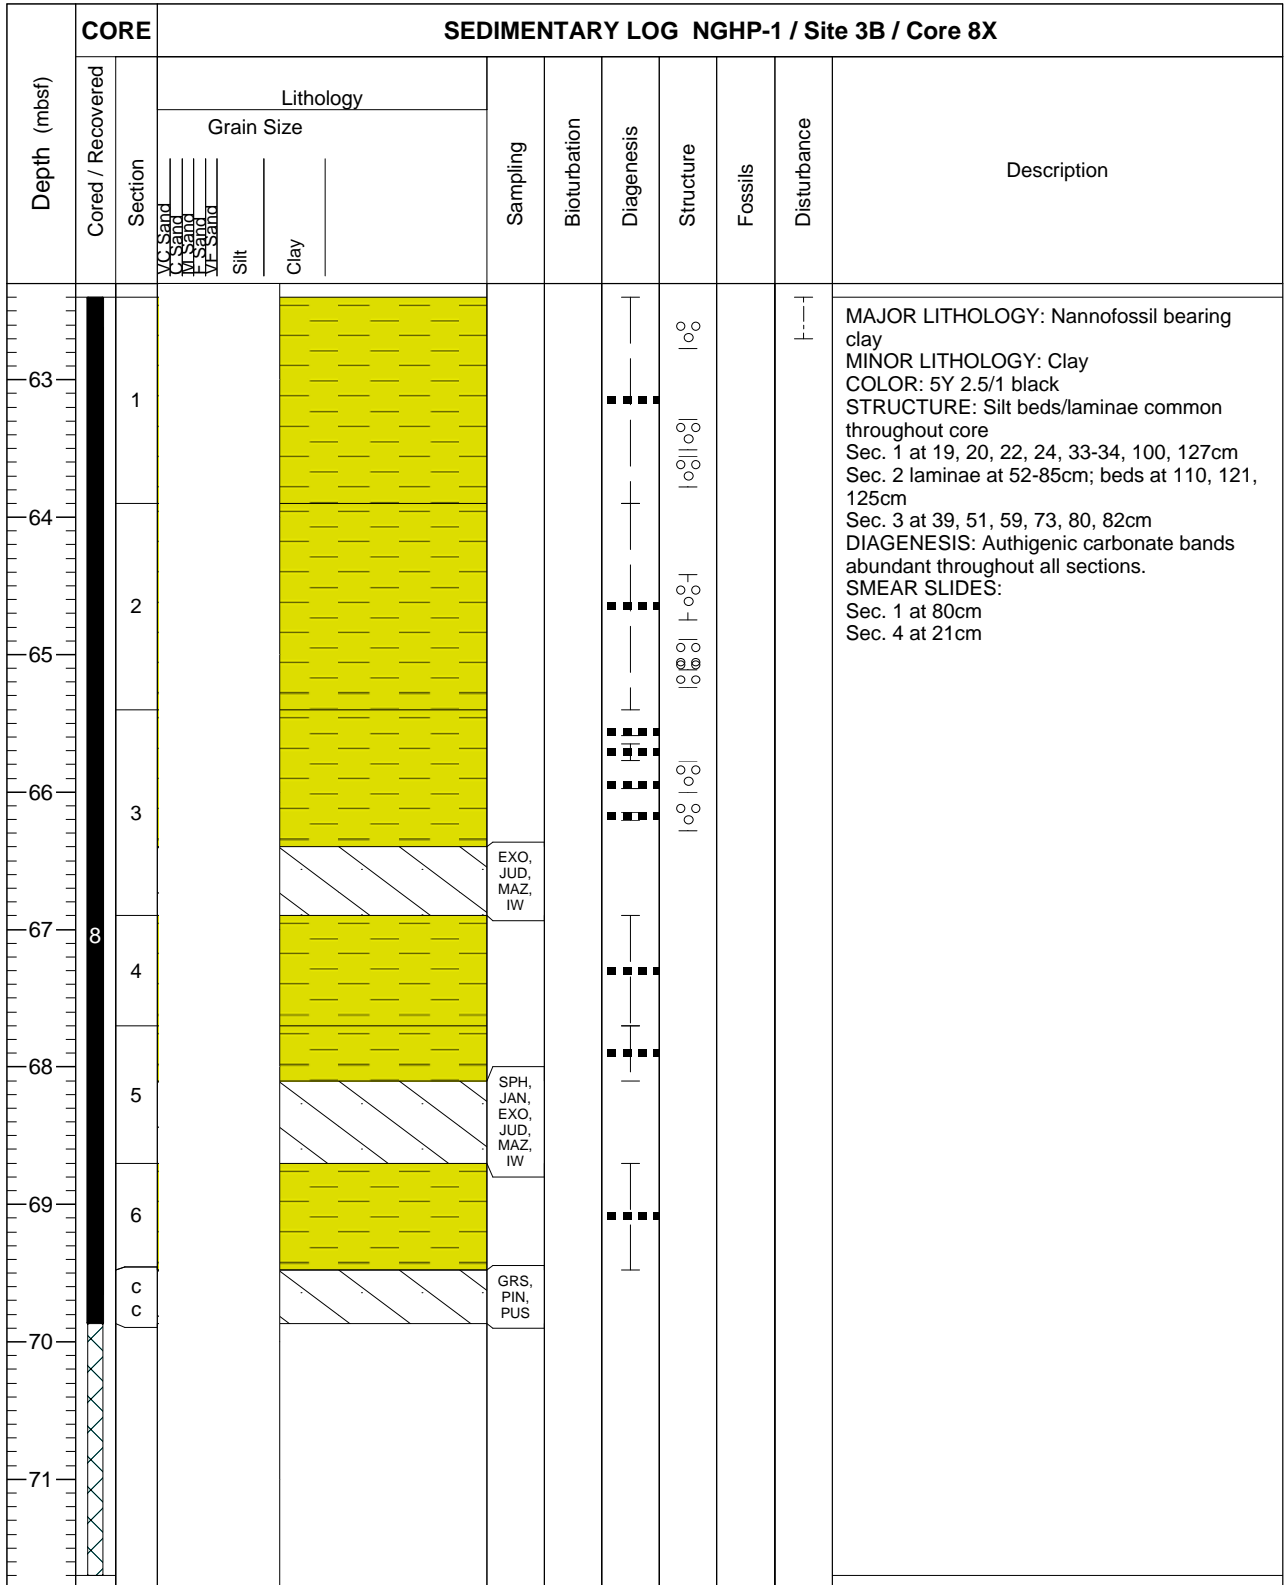 CORE
SEDIMENTARY LOG NGHP-1 / Site 3B / Core 8X
Depth (mbsf)
Cored / Recovered
Section
Lithology
Grain Size
VC Sand
C Sand
M Sand
F Sand
VF Sand
Silt
Clay
Sampling
Bioturbation
Diagenesis
Structure
Fossils
Disturbance
Description
MAJOR LITHOLOGY: Nannofossil bearing
clay
MINOR LITHOLOGY: Clay
COLOR: 5Y 2.5/1 black
STRUCTURE: Silt beds/laminae common
throughout core
Sec. 1 at 19, 20, 22, 24, 33-34, 100, 127cm
Sec. 2 laminae at 52-85cm; beds at 110, 121,
125cm
Sec. 3 at 39, 51, 59, 73, 80, 82cm
DIAGENESIS: Authigenic carbonate bands
abundant throughout all sections.
SMEAR SLIDES:
Sec. 1 at 80cm
Sec. 4 at 21cm
63
1
64
2
65
66
3
EXO,
JUD,
MAZ,
IW
67
8
4
68
5
SPH,
JAN,
EXO,
JUD,
MAZ,
IW
69
6
C
C
GRS,
PIN,
PUS
70
71